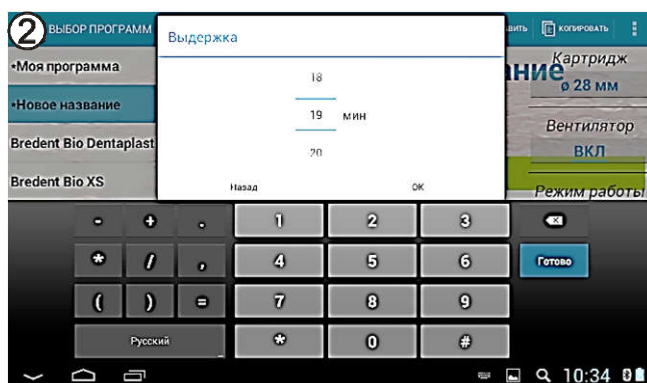 2
ВЫБОР ПРОГРАММ
ВИТЬ
КОПИРОВАТЬ
Выдержка
•Моя программа
•Новое название
Bredent Bio Dentaplast
Bredent Bio XS
18
19 мин
20
Назад
OK
ние
Картридж
ø 28 мм
Вентилятор
ВКЛ
Режим работы
- + . 1 2 3
* / , 4 5 6 Готово
( ) = 7 8 9
Русский * 0 #
10:34